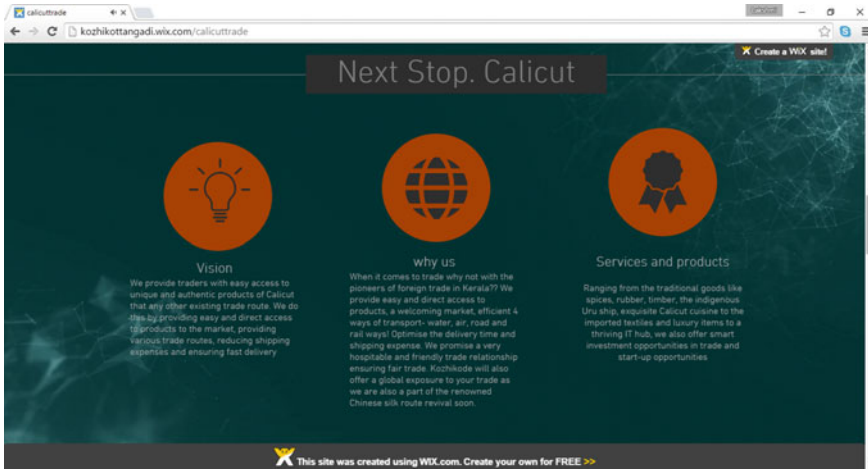 calicuttrade
kozhikottangadi.wix.com/calicuttrade
Create a WiX site!
Next Stop. Calicut
Vision
We provide traders with easy access to
unique and authentic products of Calicut
that any other existing trade route. We do
this by providing easy and direct access
to products to the market, providing
various trade routes, reducing shipping
expenses and ensuring fast delivery
why us
When it comes to trade why not with the
pioneers of foreign trade in Kerala?? We
provide easy and direct access to
products, a welcoming market, efficient 4
ways of transport- water, air, road and
rail ways! Optimise the delivery time and
shipping expense. We promise a very
hospitable and friendly trade relationship
ensuring fair trade. Kozhikode will also
offer a global exposure to your trade as
we are also a part of the renowned
Chinese silk route revival soon.
Services and products
Ranging from the traditional goods like
spices, rubber, timber, the indigenous
Uru ship, exquisite Calicut cuisine to the
imported textiles and luxury items to a
thriving IT hub, we also offer smart
investment opportunities in trade and
start-up opportunities
This site was created using WIX.com. Create your own for FREE >>